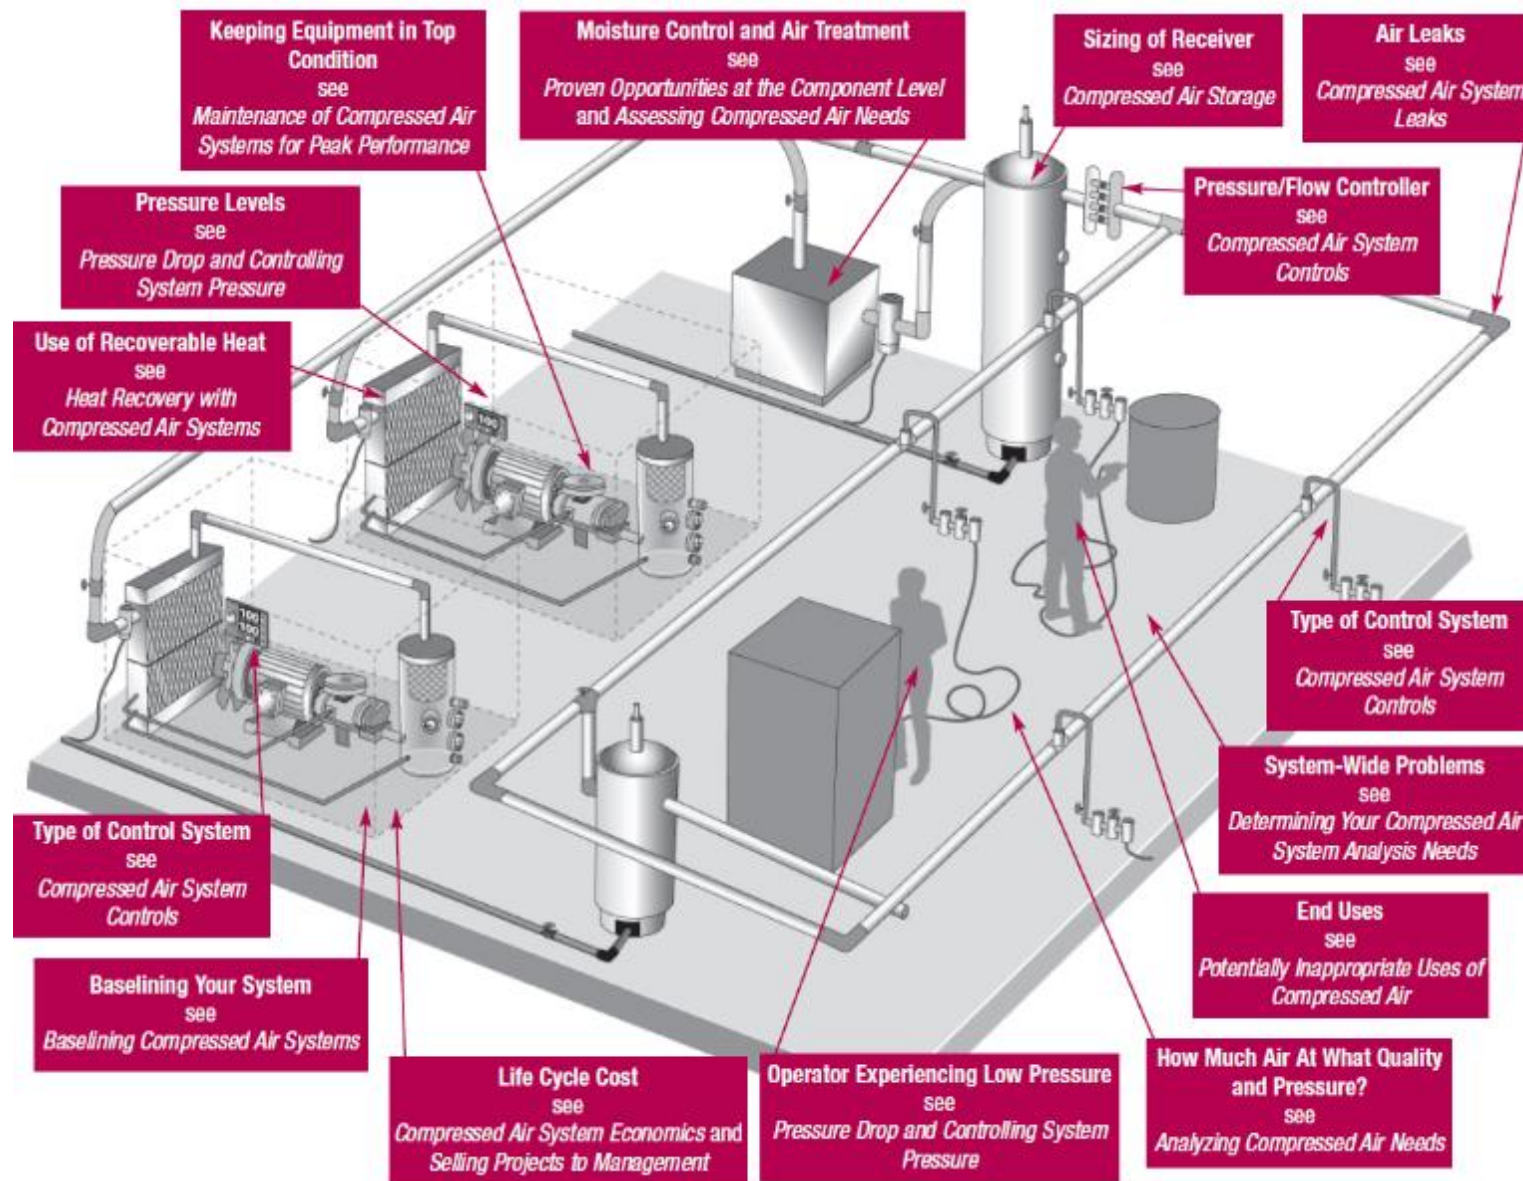 Keeping Equipment in Top
Condition
see
Maintenance of Compressed Air
Systems for Peak Performance
Moisture Control and Air Treatment
see
Proven Opportunities at the Component Level
and Assessing Compressed Air Needs
Sizing of Receiver
see
Compressed Air Storage
Air Leaks
see
Compressed Air System
Leaks
Pressure Levels
see
Pressure Drop and Controlling
System Pressure
Pressure/Flow Controller
see
Compressed Air System
Controls
Use of Recoverable Heat
see
Heat Recovery with
Compressed Air Systems
100
100
100
Type of Control System
see
Compressed Air System
Controls
System-Wide Problems
see
Determining Your Compressed Air
System Analysis Needs
Type of Control System
see
Compressed Air System
Controls
End Uses
see
Potentially Inappropriate Uses of
Compressed Air
Baselining Your System
see
Baselining Compressed Air Systems
Life Cycle Cost
see
Compressed Air System Economics and
Selling Projects to Management
Operator Experiencing Low Pressure
see
Pressure Drop and Controlling System
Pressure
How Much Air At What Quality
and Pressure?
see
Analyzing Compressed Air Needs